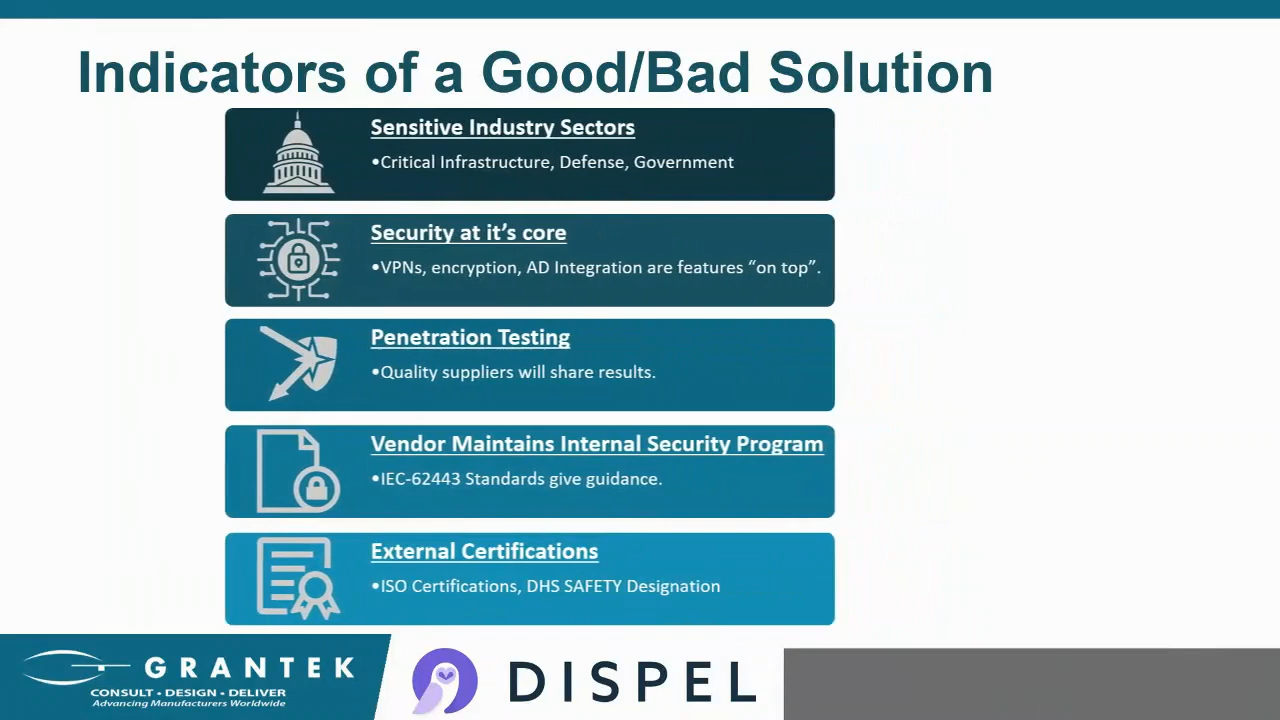 Indicators of a Good/Bad Solution
Sensitive Industry Sectors
•Critical Infrastructure, Defense, Government
Security at it’s core
•VPNs, encryption, AD Integration are features “on top”.
Penetration Testing
•Quality suppliers will share results.
Vendor Maintains Internal Security Program
•IEC-62443 Standards give guidance.
External Certifications
•ISO Certifications, DHS SAFETY Designation
GRANTEK
CONSULT • DESIGN • DELIVER
Advancing Manufacturers Worldwide
DISPEL